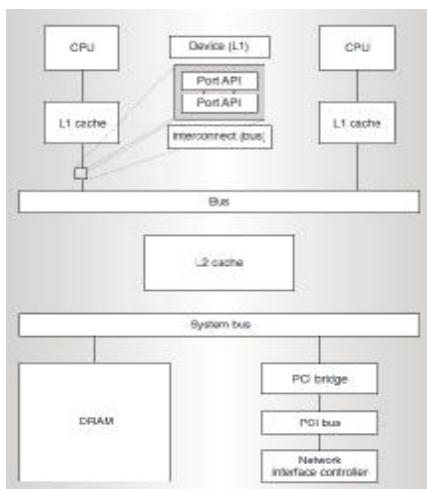 CPU
Device (L1)
CPU
Port API
Port API
L1 cache
Interconnect (bus)
L1 cache
Bus
L2 cache
System bus
DRAM
PCI bridge
PCI bus
Network
interface controller